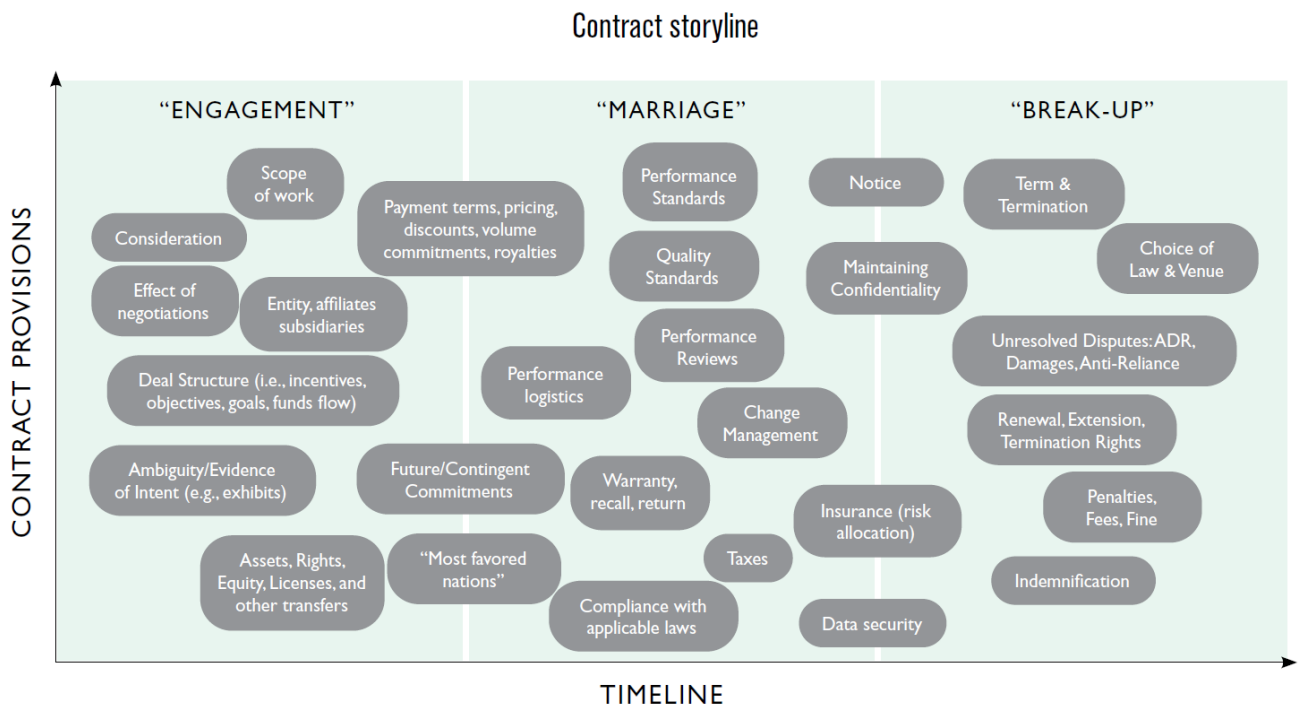 Contract storyline
“ENGAGEMENT”
“MARRIAGE”
“BREAK-UP”
CONTRACT PROVISIONS
Scope
of work
Consideration
Effect of
negotiations
Entity, affiliates
subsidiaries
Deal Structure (i.e., incentives,
objectives, goals, funds flow)
Ambiguity/Evidence
of Intent (e.g., exhibits)
Assets, Rights,
Equity, Licenses, and
other transfers
Payment terms, pricing,
discounts, volume
commitments, royalties
Future/Contingent
Commitments
“Most favored
nations”
Performance
Standards
Quality
Standards
Performance
Reviews
Performance
logistics
Change
Management
Warranty,
recall, return
Taxes
Compliance with
applicable laws
Notice
Maintaining
Confidentiality
Insurance (risk
allocation)
Data security
Term &
Termination
Choice of
Law & Venue
Unresolved Disputes: ADR,
Damages, Anti-Reliance
Renewal, Extension,
Termination Rights
Penalties,
Fees, Fine
Indemnification
TIMELINE